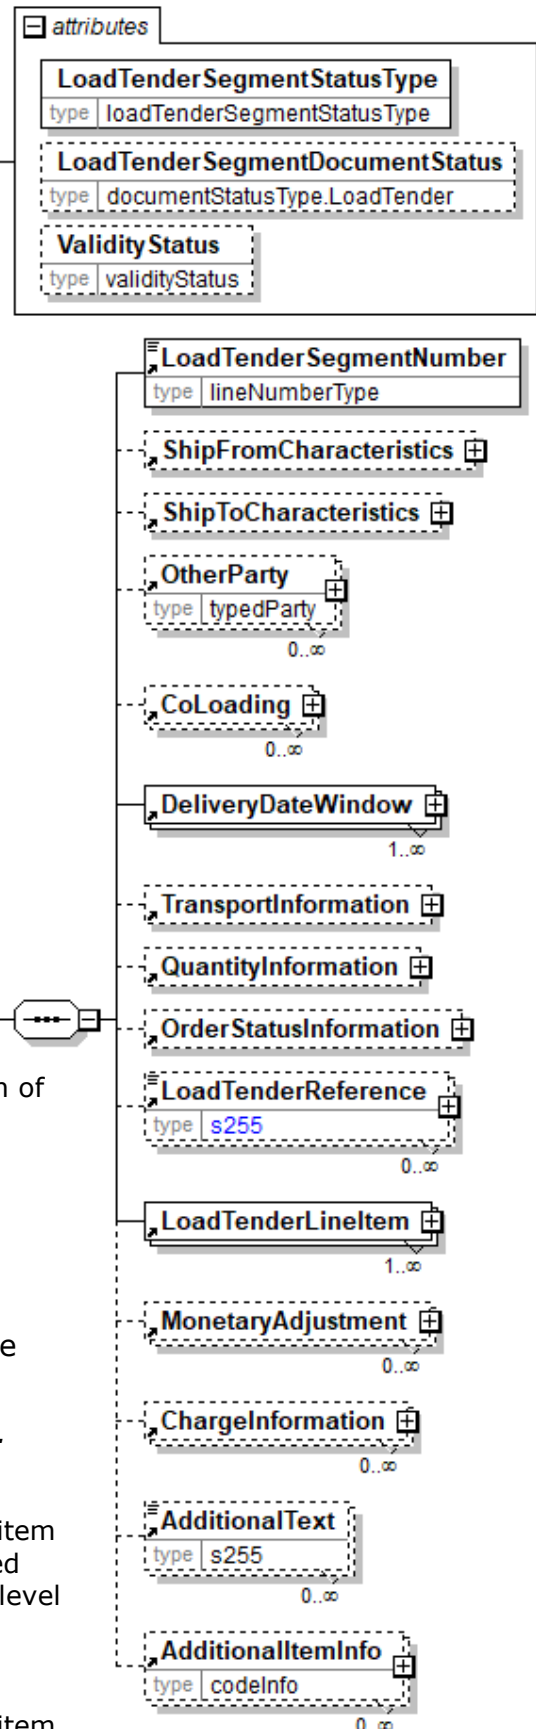 attributes
LoadTenderSegmentStatusType
type loadTenderSegmentStatusType
LoadTenderSegmentDocumentStatus
type documentStatusType.LoadTender
ValidityStatus
type validityStatus
LoadTenderSegmentNumber
type lineNumberType
ShipFromCharacteristics
ShipToCharacteristics
OtherParty
type typedParty
0..∞
CoLoading
0..∞
DeliveryDateWindow
1..∞
TransportInformation
QuantityInformation
OrderStatusInformation
n of
LoadTenderReference
type s255
0..∞
LoadTenderLineItem
1..∞
MonetaryAdjustment
e
0..∞
ChargeInformation
0..∞
AdditionalText
item
type s255
ed
level
0..∞
AdditionalItemInfo
type codeInfo
item
0..∞